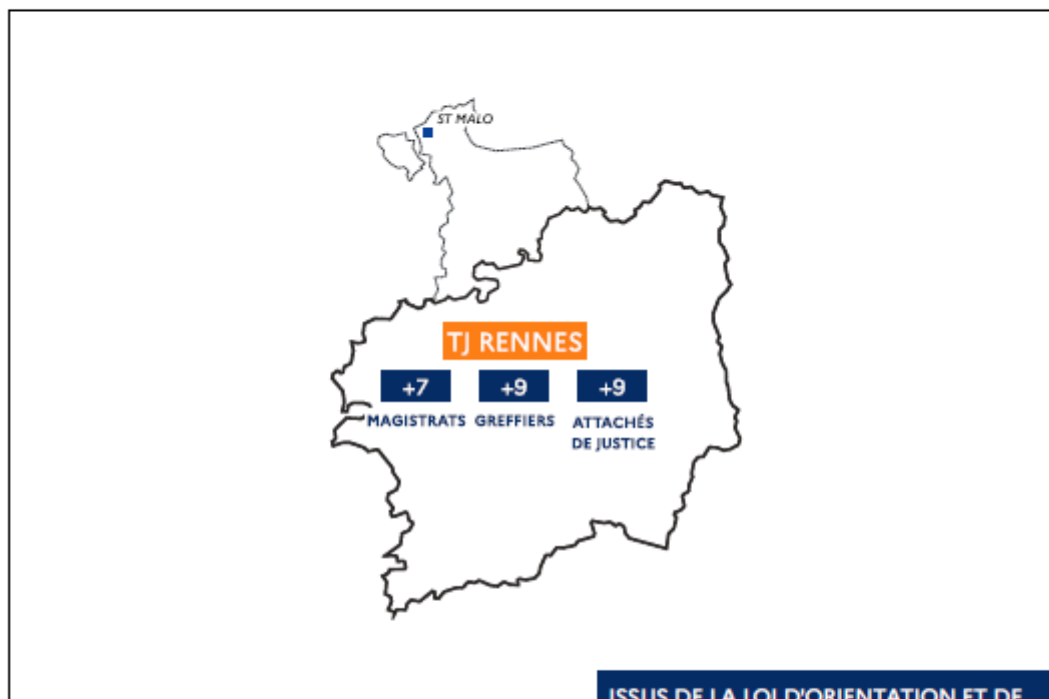 ST MALO
TJ RENNES
+7 +9 +9
MAGISTRATS GREFFIERS ATTACHÉS
DE JUSTICE
ISSUS DE LA LOI D'ORIENTATION ET DE